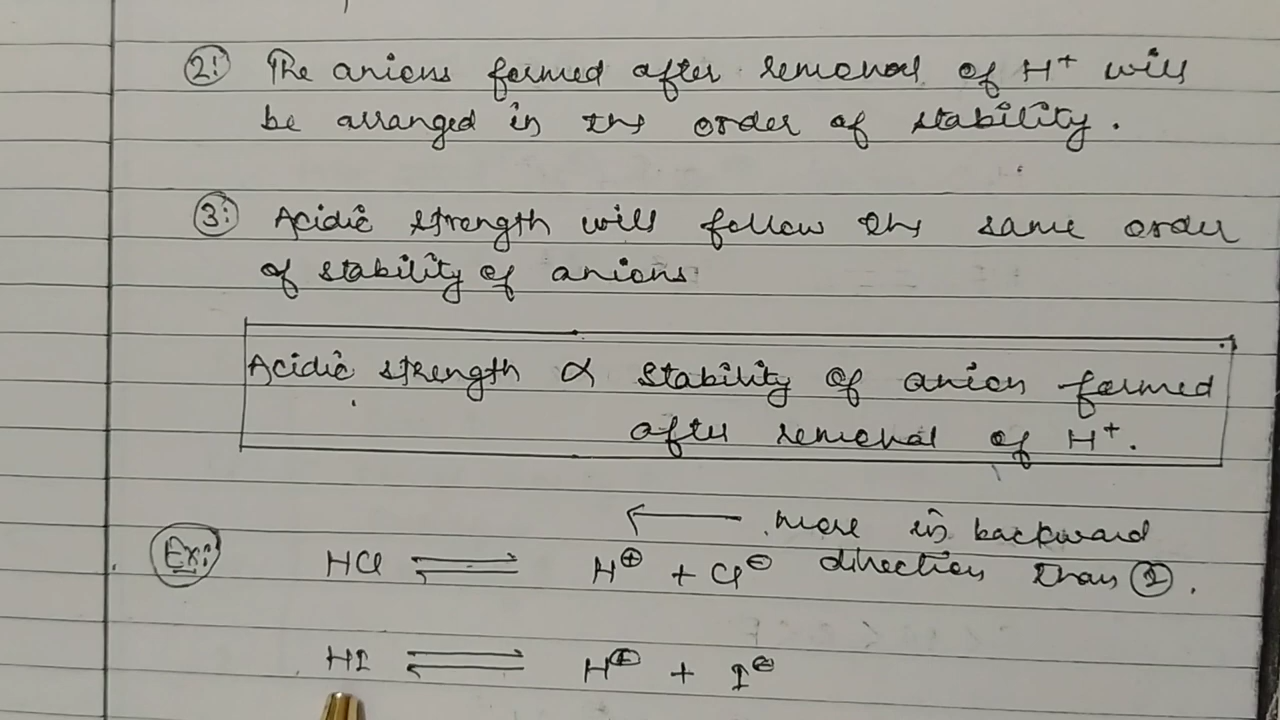 2: The anions formed after removal of H⁺ will
be arranged in the order of stability.
3: Acidic strength will follow the same order
of stability of anions
Acidic strength ∝ stability of anion formed
after removal of H⁺.
← more in backward
Ex: HCl ⇌ H⊕ + Cl⊖ direction than 2.
HI ⇌ H⊕ + I⊖